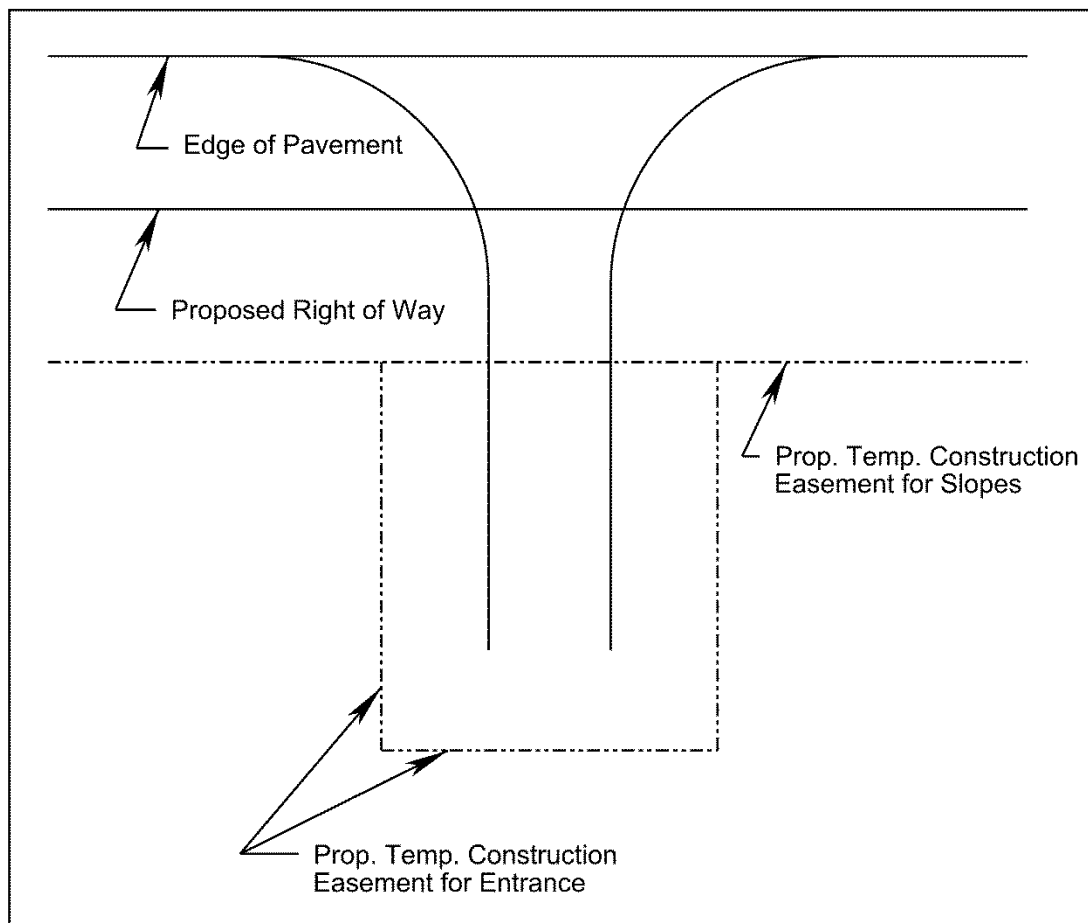 Edge of Pavement
Proposed Right of Way
Prop. Temp. Construction
Easement for Slopes
Prop. Temp. Construction
Easement for Entrance